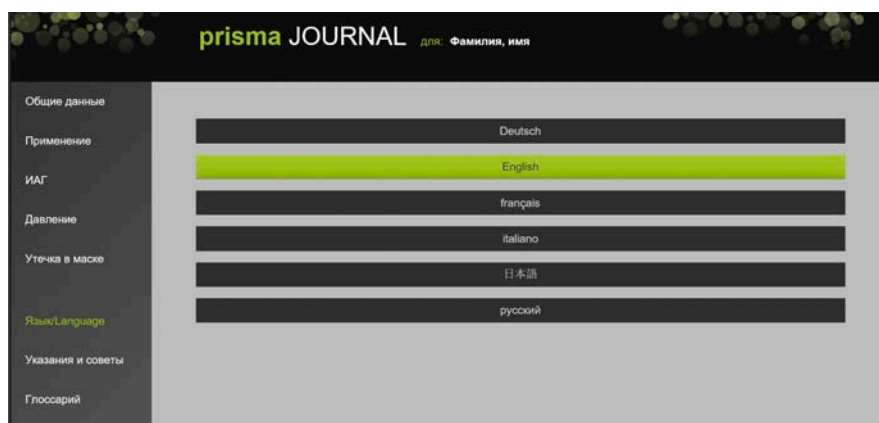 prisma JOURNAL для: Фамилия, имя
Общие данные
Применение
ИАГ
Давление
Утечка в маске
Язык/Language
Указания и советы
Глоссарий
Deutsch
English
français
italiano
日本語
русский